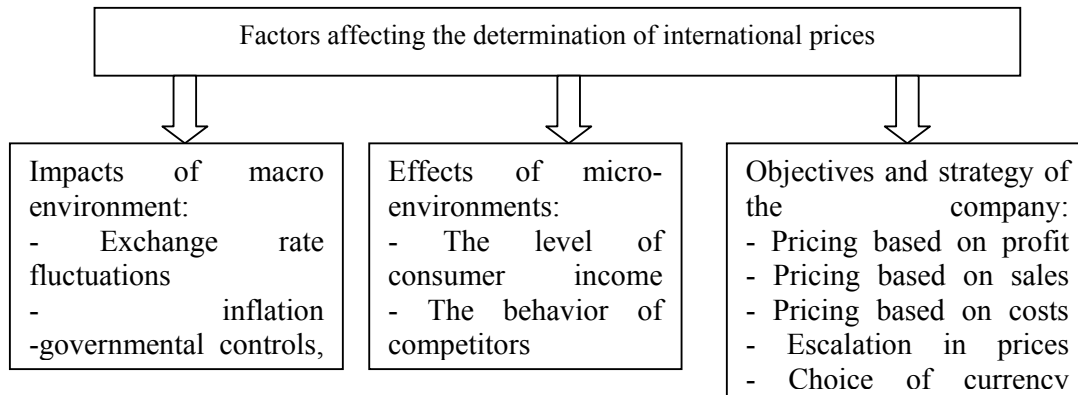 Factors affecting the determination of international prices
Impacts of macro
environment:
- Exchange rate
fluctuations
- inflation
-governmental controls,
Effects of micro-
environments:
- The level of
consumer income
- The behavior of
competitors
Objectives and strategy of
the company:
- Pricing based on profit
- Pricing based on sales
- Pricing based on costs
- Escalation in prices
- Choice of currency